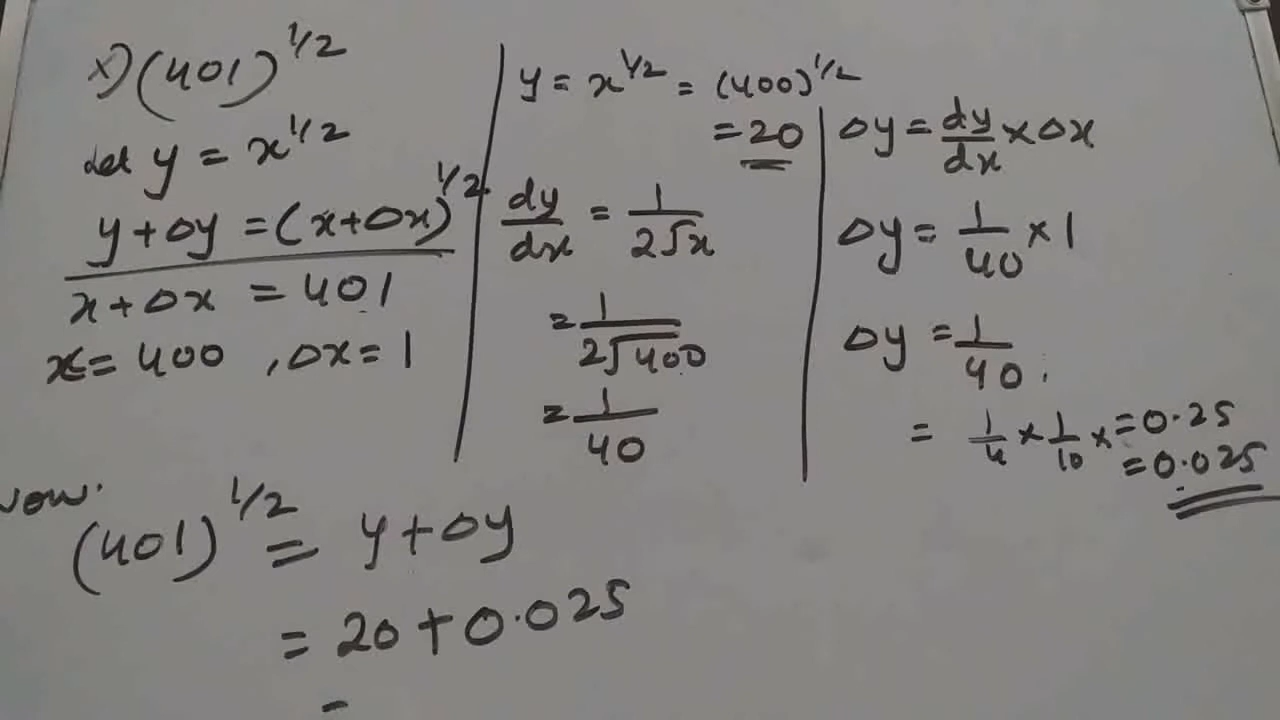 x) (401)^1/2
Let y = x^1/2
y+Δy = (x+Δx)^1/2
x+Δx = 401
x = 400 , Δx = 1
y = x^1/2 = (400)^1/2
= 20
dy/dx = 1/2√x
= 1/2√400
= 1/40
Δy = dy/dx × Δx
Δy = 1/40 × 1
Δy = 1/40
= 1/4 × 1/10 × = 0.25
= 0.025
Now.
(401)^1/2 = y+Δy
= 20+0.025
=